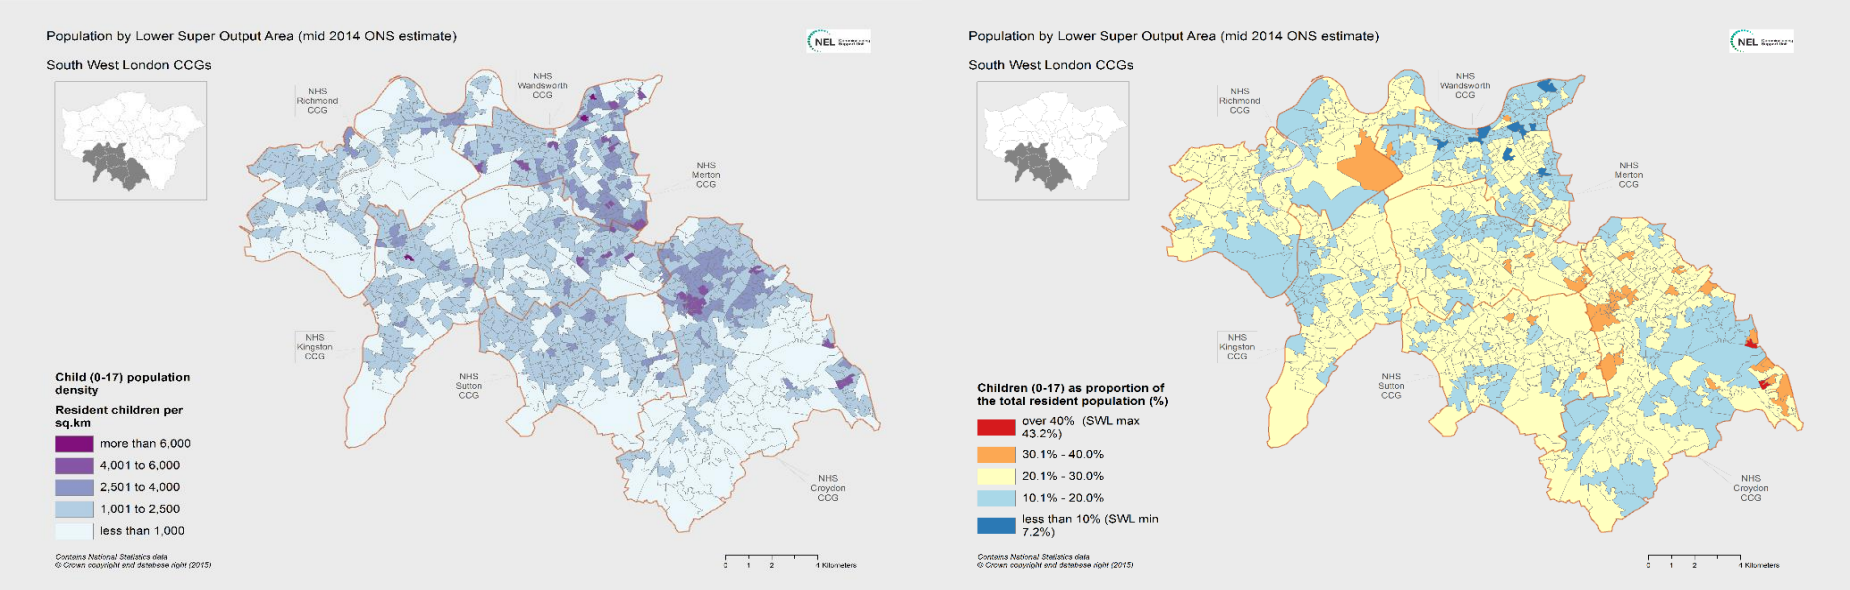 Population by Lower Super Output Area (mid 2014 ONS estimate)
South West London CCGs
NEL Commissioning
Support Unit
NHS
Richmond
CCG
NHS
Wandsworth
CCG
NHS
Merton
CCG
NHS
Kingston
CCG
NHS
Sutton
CCG
NHS
Croydon
CCG
Child (0-17) population
density
Resident children per
sq.km
more than 6,000
4,001 to 6,000
2,501 to 4,000
1,001 to 2,500
less than 1,000
Contains National Statistics data
© Crown copyright and database right (2015)
0 1 2 4 Kilometers
Population by Lower Super Output Area (mid 2014 ONS estimate)
South West London CCGs
NEL Commissioning
Support Unit
NHS
Richmond
CCG
NHS
Wandsworth
CCG
NHS
Merton
CCG
NHS
Kingston
CCG
NHS
Sutton
CCG
NHS
Croydon
CCG
Children (0-17) as proportion of
the total resident population (%)
over 40% (SWL max
43.2%)
30.1% - 40.0%
20.1% - 30.0%
10.1% - 20.0%
less than 10% (SWL min
7.2%)
Contains National Statistics data
© Crown copyright and database right (2015)
0 1 2 4 Kilometers